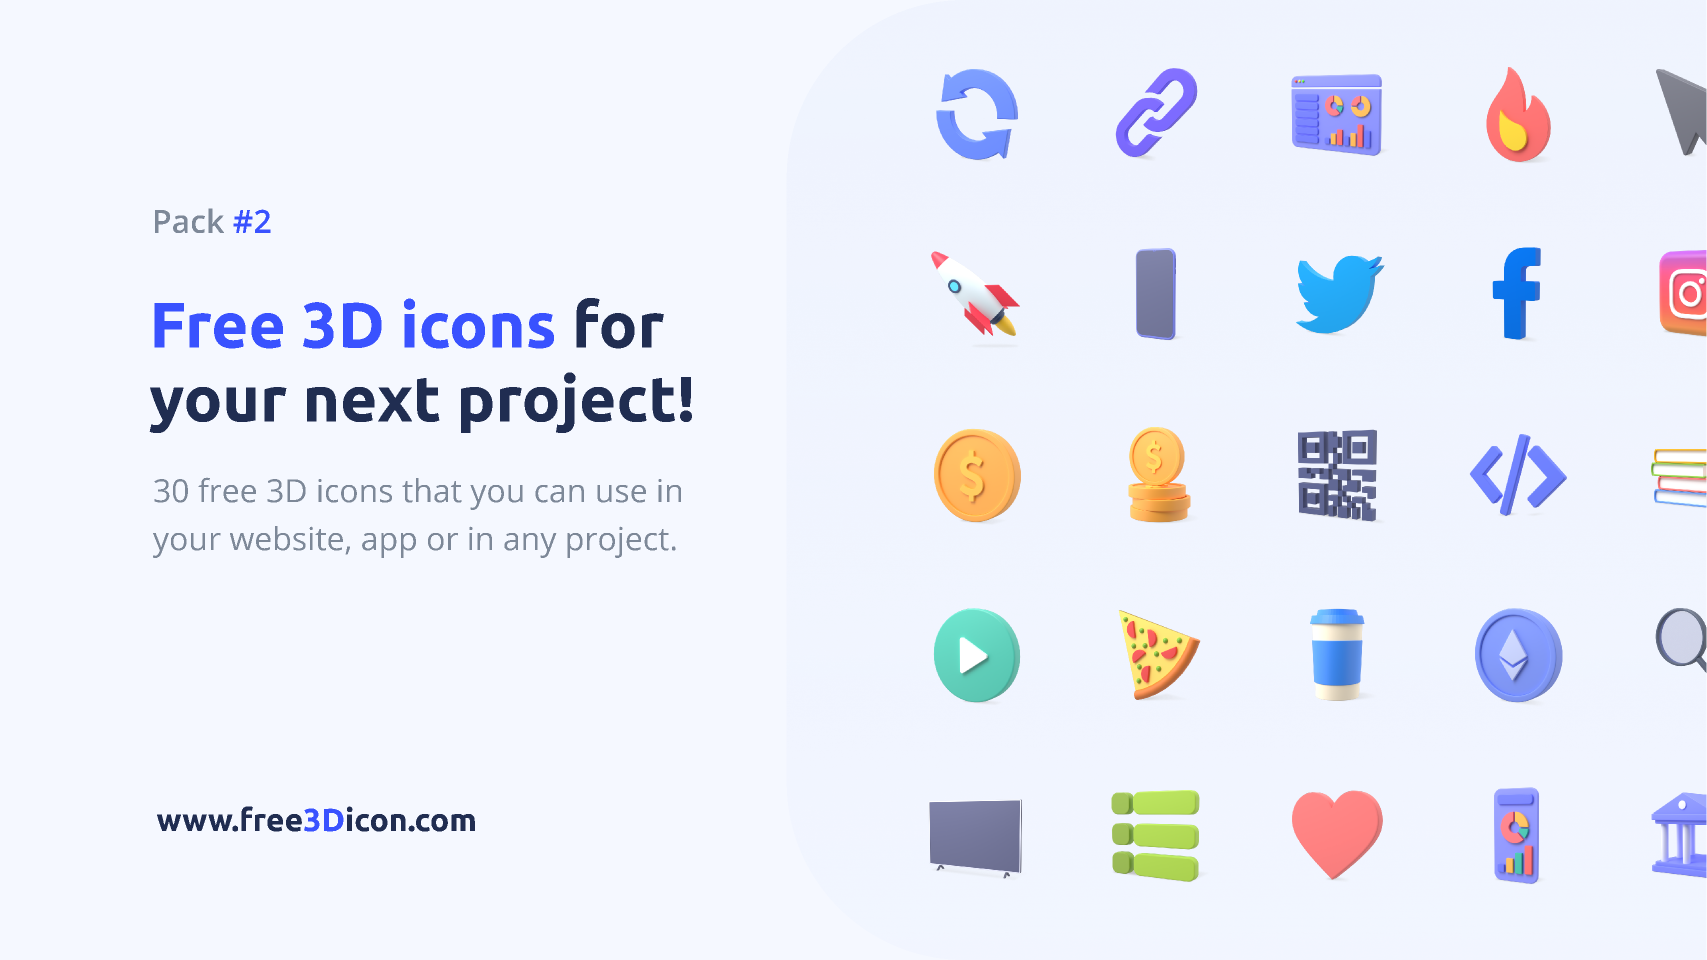 Pack #2
Free 3D icons for
your next project!
30 free 3D icons that you can use in
your website, app or in any project.
www.free3Dicon.com
$
$